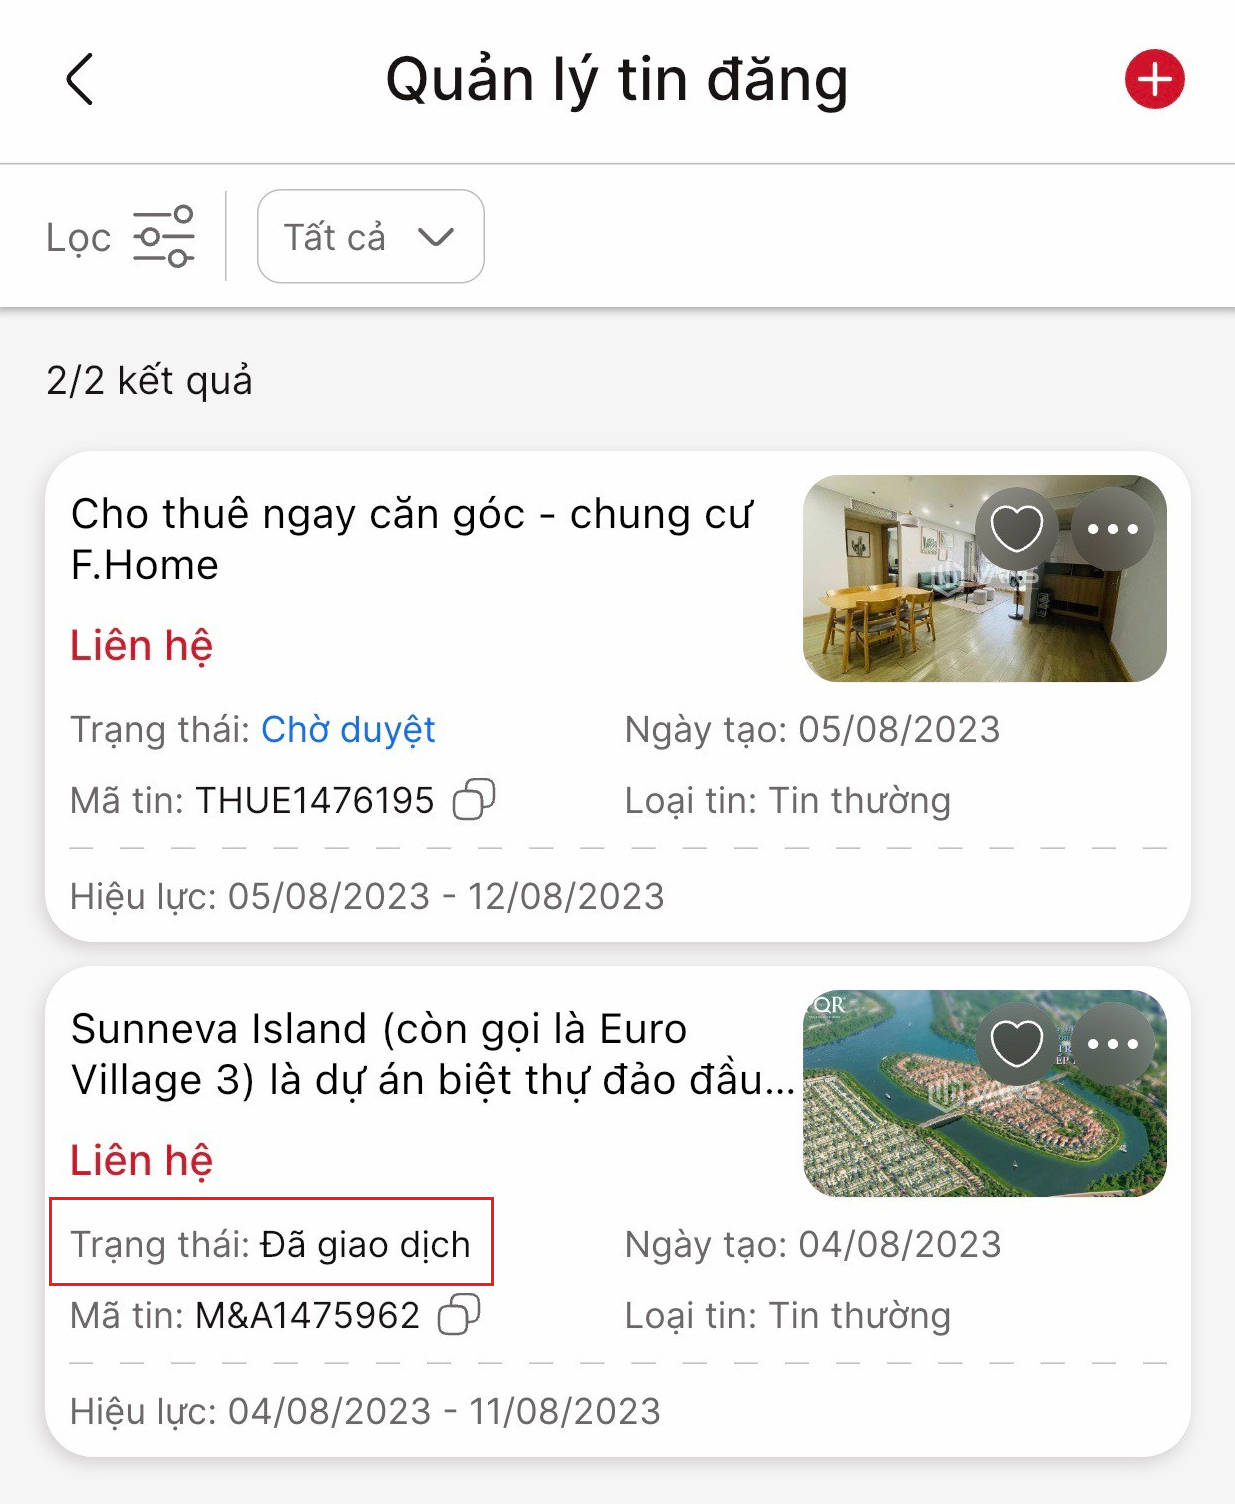 Quản lý tin đăng
Lọc
Tất cả
2/2 kết quả
Cho thuê ngay căn góc - chung cư
F.Home
Liên hệ
Trạng thái: Chờ duyệt
Ngày tạo: 05/08/2023
Mã tin: THUE1476195
Loại tin: Tin thường
Hiệu lực: 05/08/2023 - 12/08/2023
Sunneva Island (còn gọi là Euro
Village 3) là dự án biệt thự đảo đầu...
Liên hệ
Trạng thái: Đã giao dịch
Ngày tạo: 04/08/2023
Mã tin: M&A1475962
Loại tin: Tin thường
Hiệu lực: 04/08/2023 - 11/08/2023